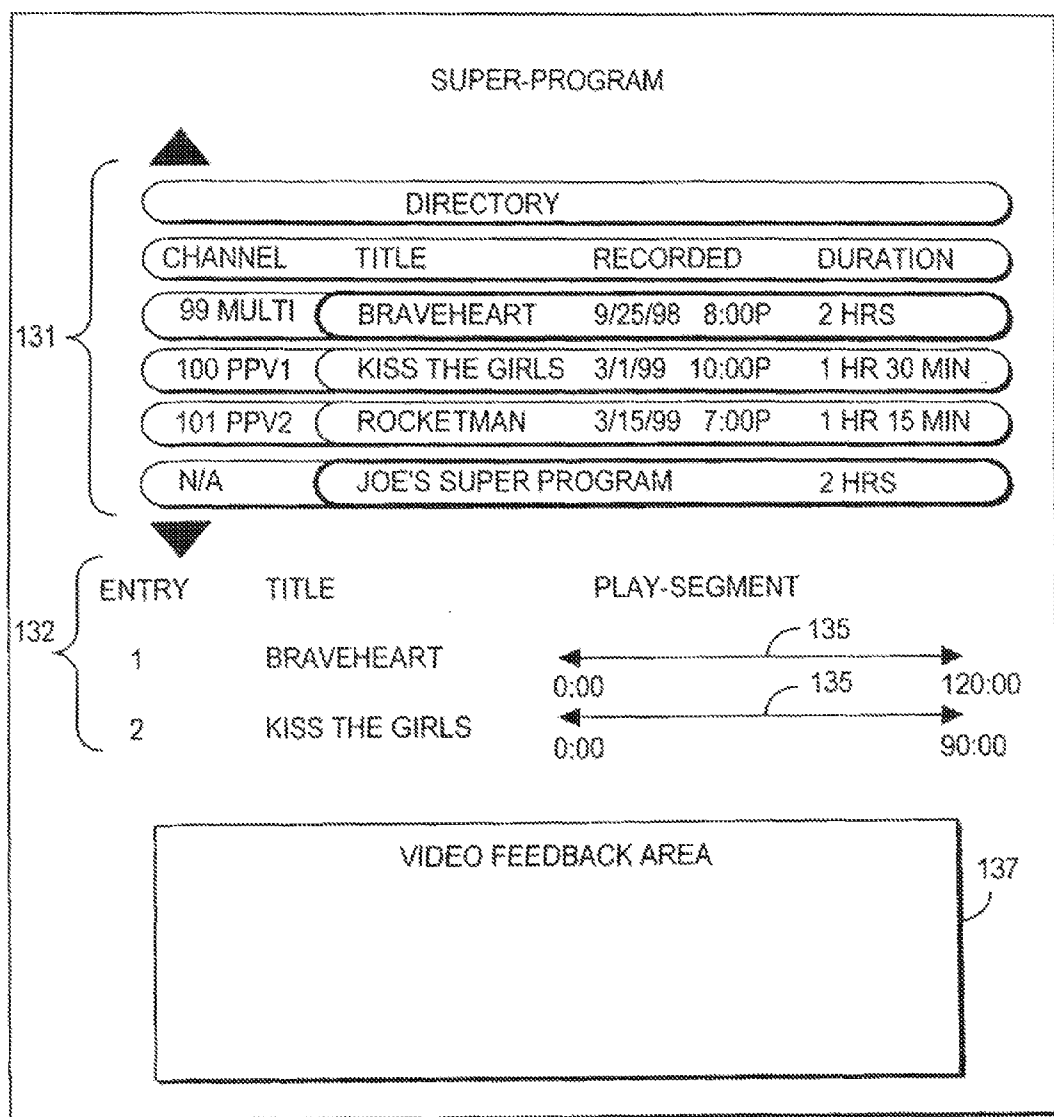 SUPER-PROGRAM
DIRECTORY
CHANNEL TITLE RECORDED DURATION
99 MULTI BRAVEHEART 9/25/98 8:00P 2 HRS
131
100 PPV1 KISS THE GIRLS 3/1/99 10:00P 1 HR 30 MIN
101 PPV2 ROCKETMAN 3/15/99 7:00P 1 HR 15 MIN
N/A JOE'S SUPER PROGRAM 2 HRS
ENTRY TITLE PLAY-SEGMENT
132
135
1 BRAVEHEART
0:00 135 120:00
2 KISS THE GIRLS
0:00 90:00
VIDEO FEEDBACK AREA
137